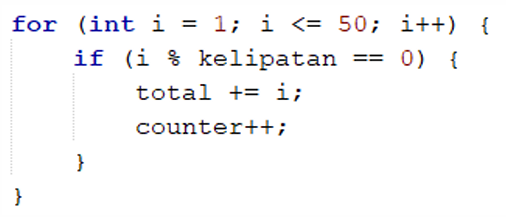 for (int i = 1; i <= 50; i++) {
    if (i % kelipatan == 0) {
        total += i;
        counter++;
    }
}